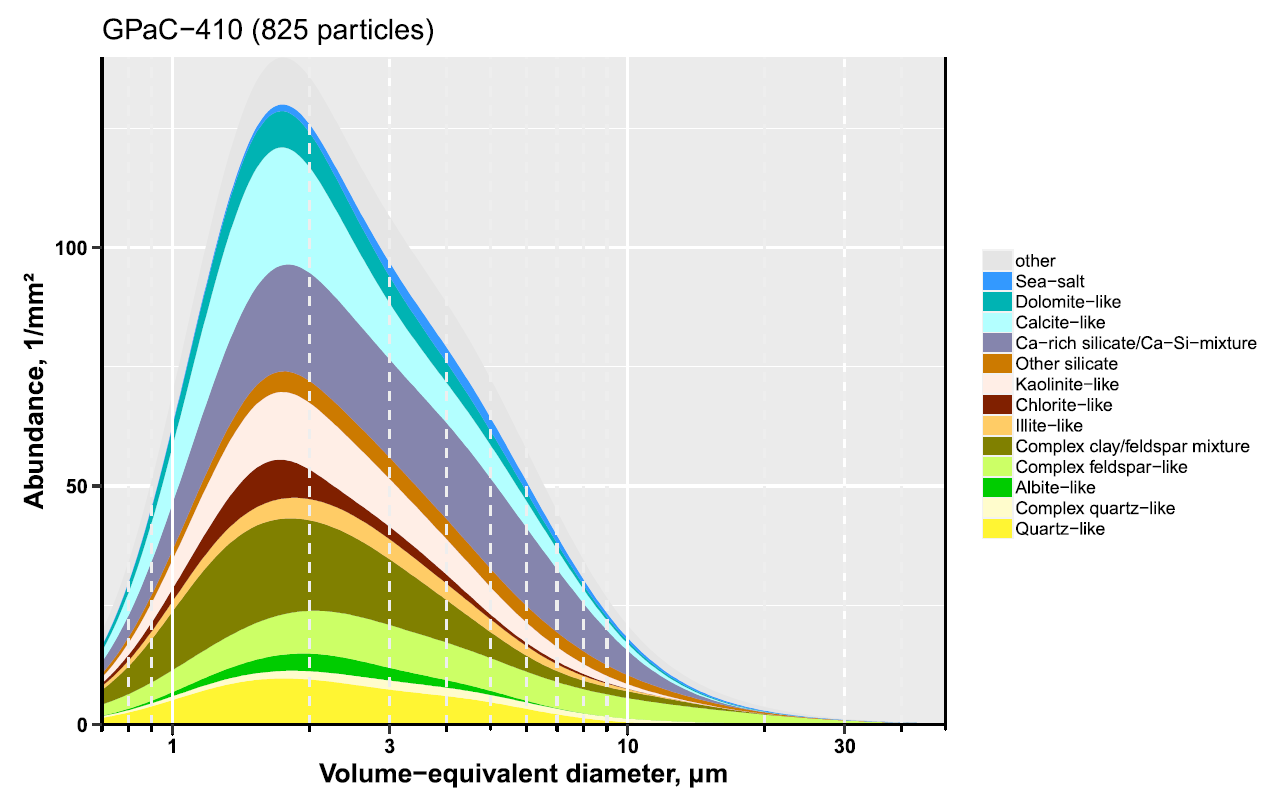 GPaC−410 (825 particles)
Abundance, 1/mm²
100
50
0
1
3
10
30
Volume−equivalent diameter, µm
other
Sea−salt
Dolomite−like
Calcite−like
Ca−rich silicate/Ca−Si−mixture
Other silicate
Kaolinite−like
Chlorite−like
Illite−like
Complex clay/feldspar mixture
Complex feldspar−like
Albite−like
Complex quartz−like
Quartz−like